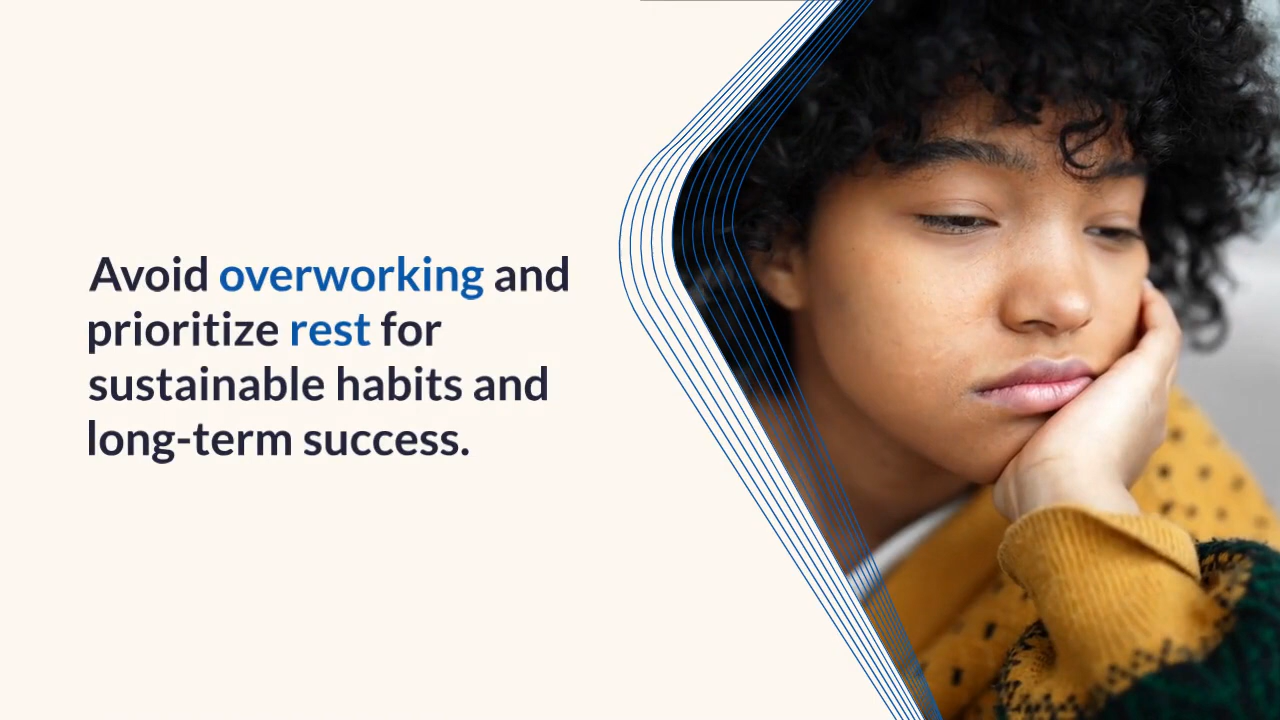 Avoid overworking and
prioritize rest for
sustainable habits and
long-term success.